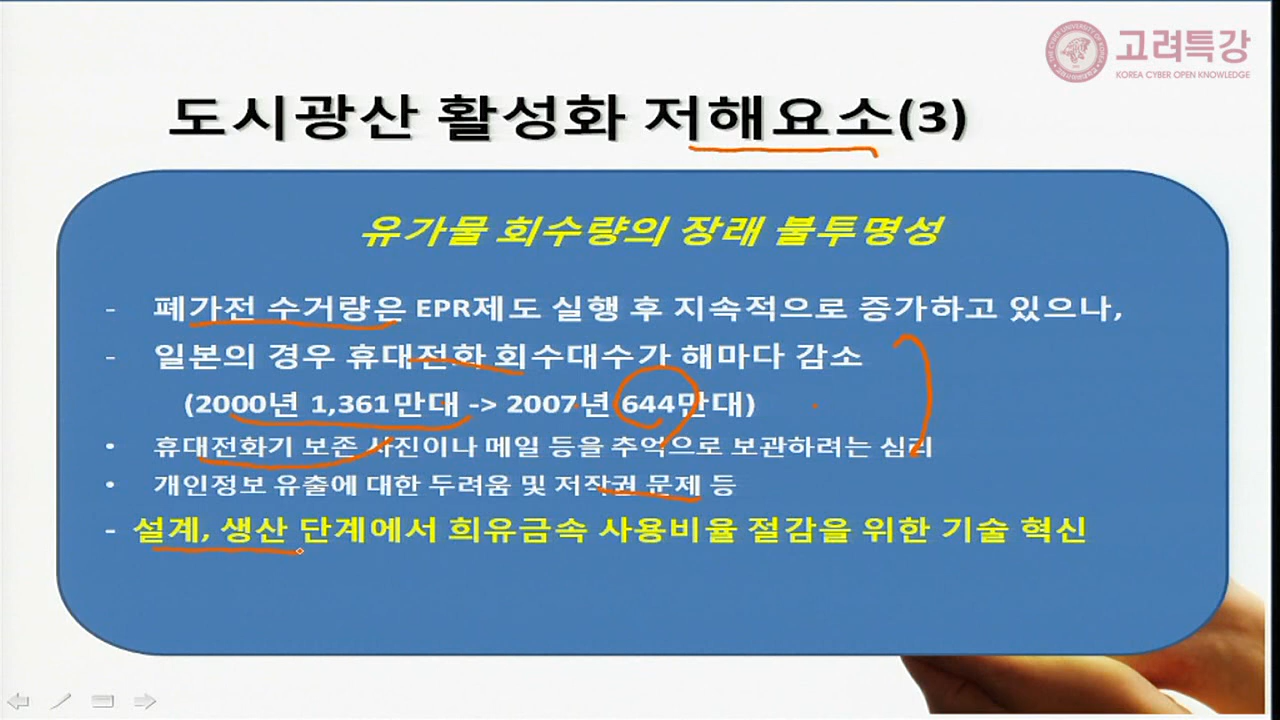 고려특강
KOREA CYBER OPEN KNOWLEDGE
도시광산 활성화 저해요소(3)
유가물 회수량의 장래 불투명성
- 폐가전 수거량은 EPR제도 실행 후 지속적으로 증가하고 있으나,
- 일본의 경우 휴대전화 회수대수가 해마다 감소
(2000년 1,361만대 -> 2007년 644만대)
• 휴대전화기 보존 사진이나 메일 등을 추억으로 보관하려는 심리
• 개인정보 유출에 대한 두려움 및 저작권 문제 등
- 설계, 생산 단계에서 희유금속 사용비율 절감을 위한 기술 혁신